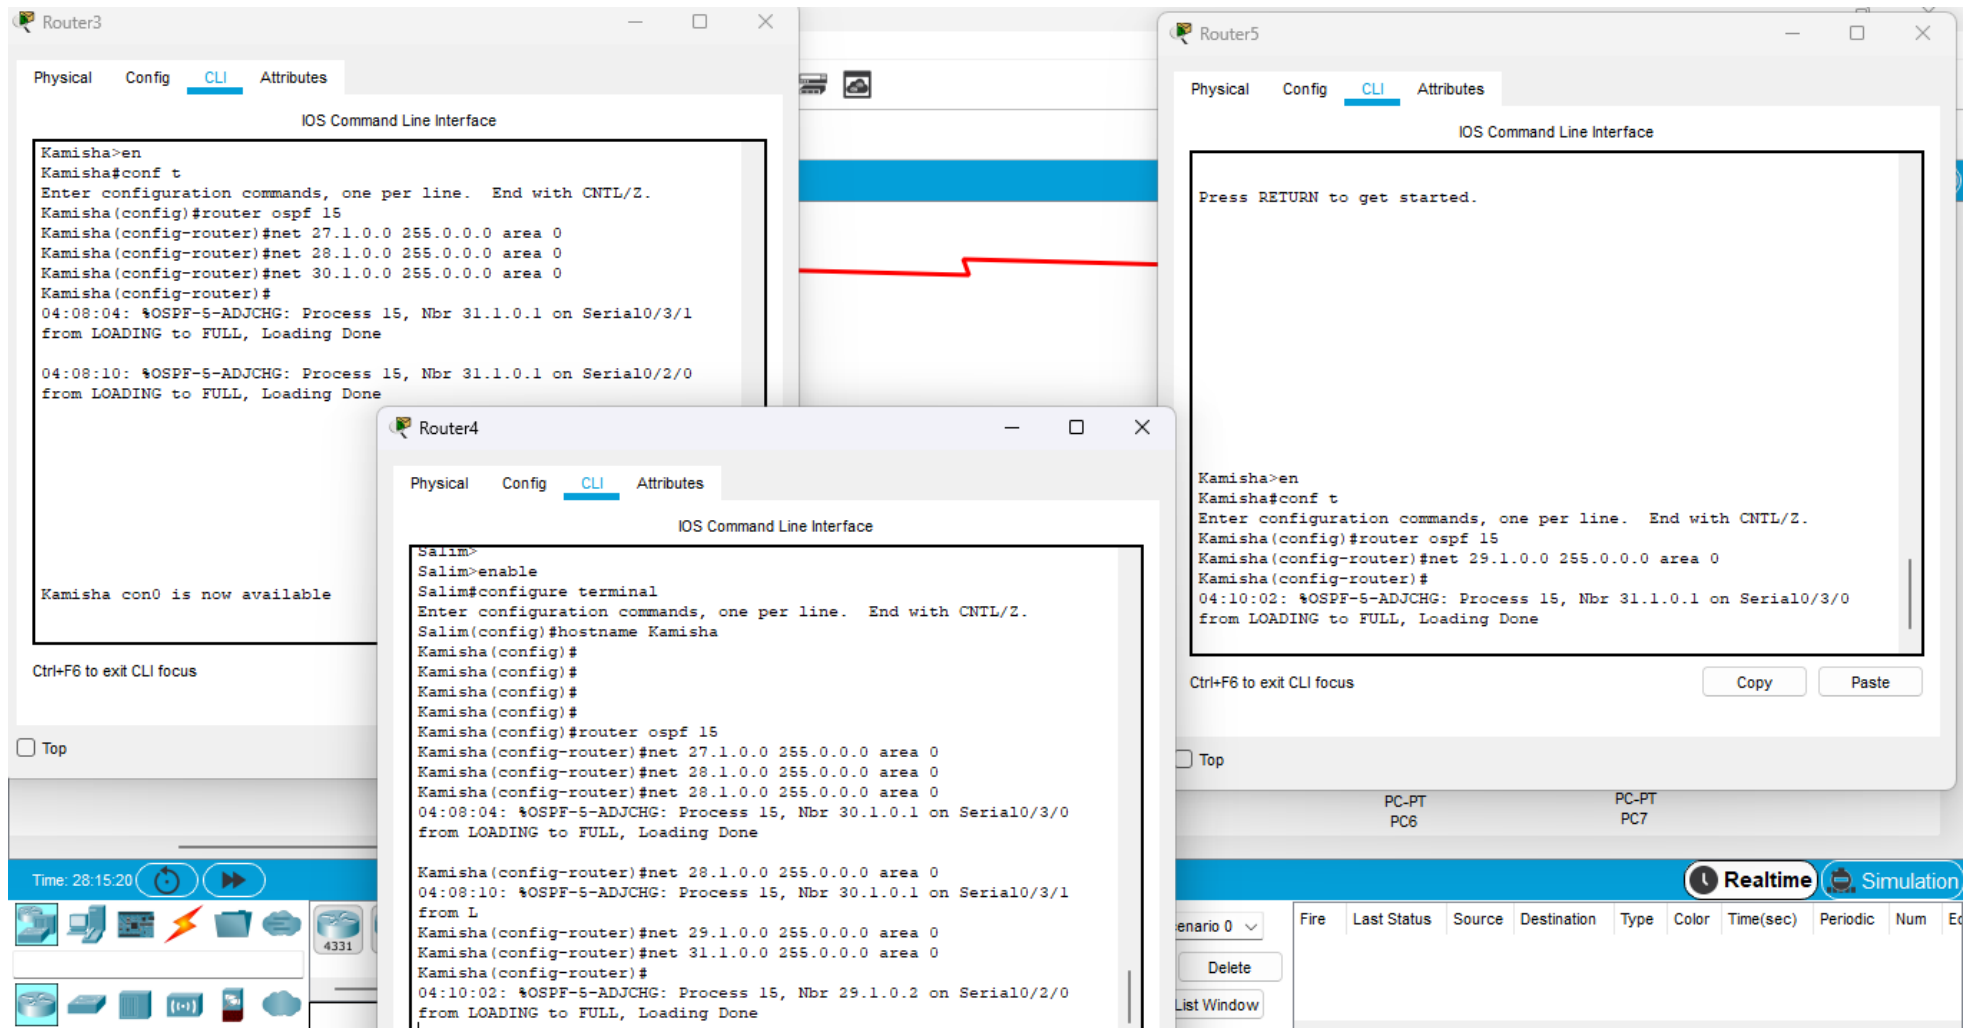 Router3
Physical Config CLI Attributes
IOS Command Line Interface
Kamisha>en
Kamisha#conf t
Enter configuration commands, one per line.  End with CNTL/Z.
Kamisha(config)#router ospf 15
Kamisha(config-router)#net 27.1.0.0 255.0.0.0 area 0
Kamisha(config-router)#net 28.1.0.0 255.0.0.0 area 0
Kamisha(config-router)#net 30.1.0.0 255.0.0.0 area 0
Kamisha(config-router)#
04:08:04: %OSPF-5-ADJCHG: Process 15, Nbr 31.1.0.1 on Serial0/3/1
from LOADING to FULL, Loading Done
04:08:10: %OSPF-5-ADJCHG: Process 15, Nbr 31.1.0.1 on Serial0/2/0
from LOADING to FULL, Loading Done
Kamisha con0 is now available
Ctrl+F6 to exit CLI focus
Top
Router4
Physical Config CLI Attributes
IOS Command Line Interface
Salim>
Salim>enable
Salim#configure terminal
Enter configuration commands, one per line.  End with CNTL/Z.
Salim(config)#hostname Kamisha
Kamisha(config)#
Kamisha(config)#
Kamisha(config)#
Kamisha(config)#
Kamisha(config)#router ospf 15
Kamisha(config-router)#net 27.1.0.0 255.0.0.0 area 0
Kamisha(config-router)#net 28.1.0.0 255.0.0.0 area 0
Kamisha(config-router)#net 28.1.0.0 255.0.0.0 area 0
04:08:04: %OSPF-5-ADJCHG: Process 15, Nbr 30.1.0.1 on Serial0/3/0
from LOADING to FULL, Loading Done
Kamisha(config-router)#net 28.1.0.0 255.0.0.0 area 0
04:08:10: %OSPF-5-ADJCHG: Process 15, Nbr 30.1.0.1 on Serial0/3/1
from L
Kamisha(config-router)#net 29.1.0.0 255.0.0.0 area 0
Kamisha(config-router)#net 31.1.0.0 255.0.0.0 area 0
Kamisha(config-router)#
04:10:02: %OSPF-5-ADJCHG: Process 15, Nbr 29.1.0.2 on Serial0/2/0
from LOADING to FULL, Loading Done
Router5
Physical Config CLI Attributes
IOS Command Line Interface
Press RETURN to get started.
Kamisha>en
Kamisha#conf t
Enter configuration commands, one per line.  End with CNTL/Z.
Kamisha(config)#router ospf 15
Kamisha(config-router)#net 29.1.0.0 255.0.0.0 area 0
Kamisha(config-router)#
04:10:02: %OSPF-5-ADJCHG: Process 15, Nbr 31.1.0.1 on Serial0/3/0
from LOADING to FULL, Loading Done
Ctrl+F6 to exit CLI focus
Copy Paste
Top
PC-PT
PC6
PC-PT
PC7
Time: 28:15:20
Realtime Simulation
4331
enario 0
Delete
List Window
Fire Last Status Source Destination Type Color Time(sec) Periodic Num Ed